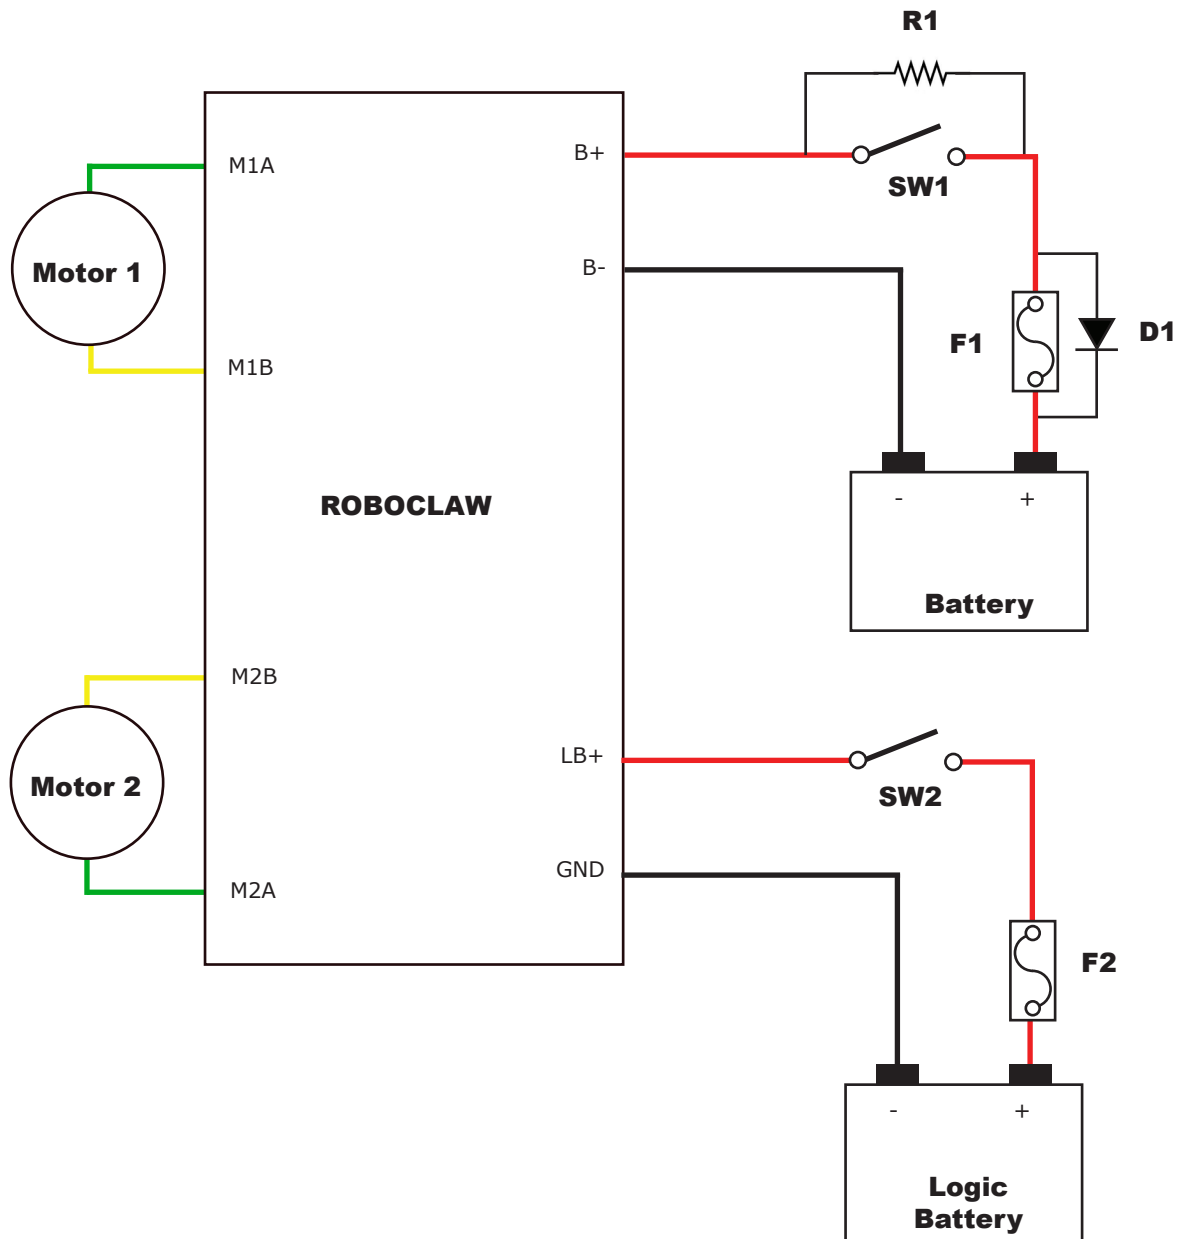 R1
B+
SW1
M1A
B-
Motor 1
F1
D1
M1B
- +
ROBOCLAW
Battery
M2B
LB+
Motor 2
SW2
GND
M2A
F2
- +
Logic
Battery